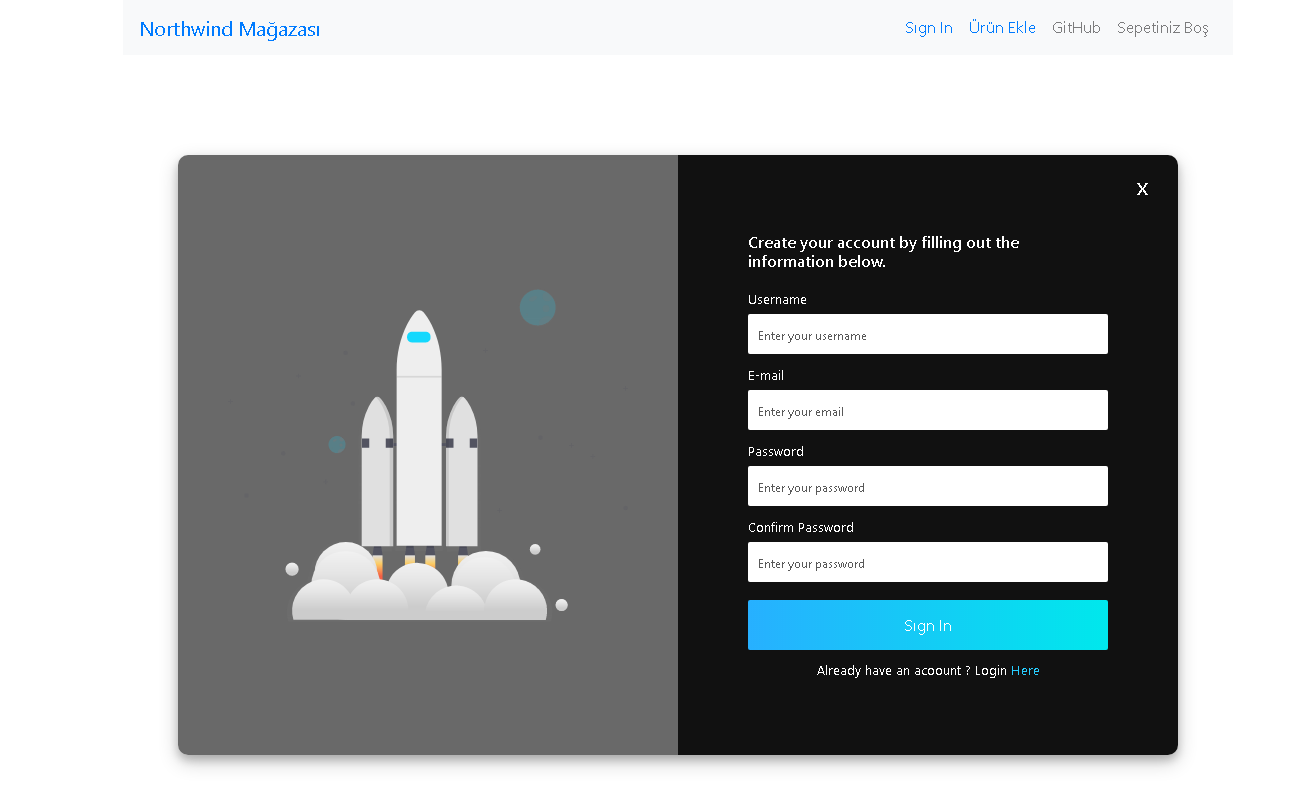 Northwind Mağazası
Sıgn In Ürün Ekle GitHub Sepetiniz Boş
X
Create your account by filling out the
information below.
Username
Enter your username
E-mail
Enter your email
Password
Enter your password
Confirm Password
Enter your password
Sıgn In
Already have an acoount ? Login Here